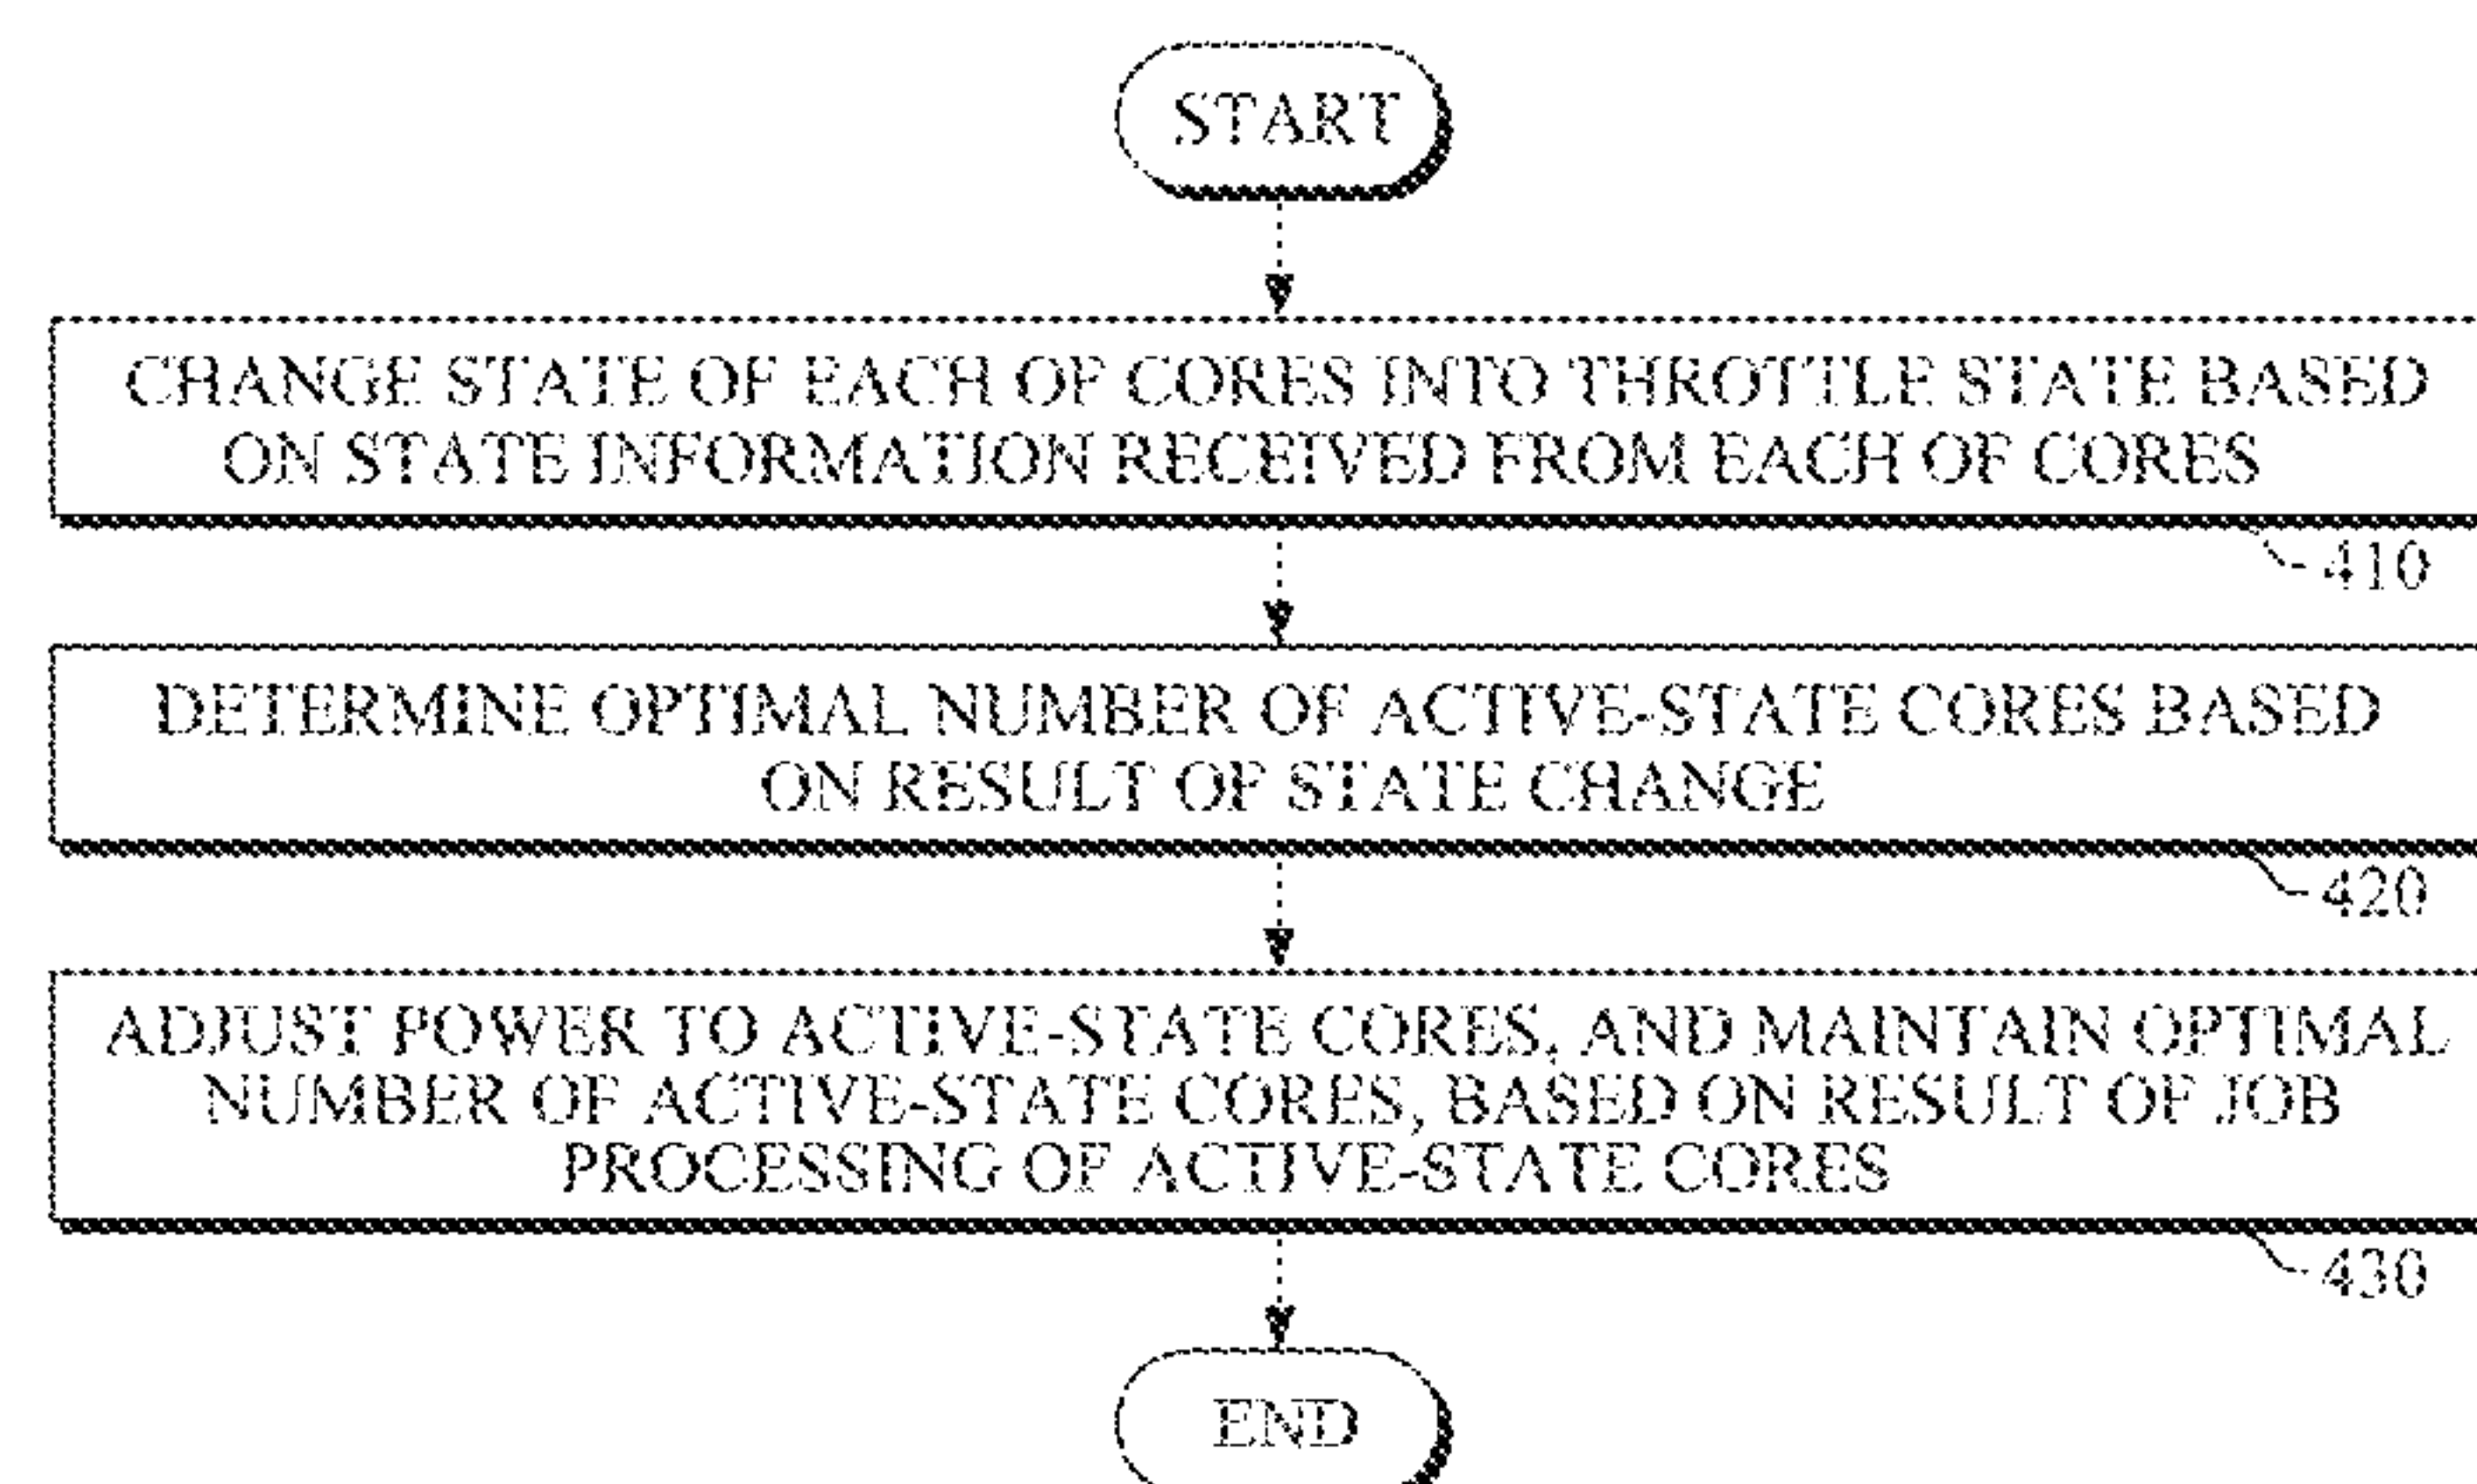 START
CHANGE STATE OF EACH OF CORES INTO THROTTLE STATE BASED
ON STATE INFORMATION RECEIVED FROM EACH OF CORES
410
DETERMINE OPTIMAL NUMBER OF ACTIVE-STATE CORES BASED
ON RESULT OF STATE CHANGE
420
ADJUST POWER TO ACTIVE-STATE CORES, AND MAINTAIN OPTIMAL
NUMBER OF ACTIVE-STATE CORES, BASED ON RESULT OF JOB
PROCESSING OF ACTIVE-STATE CORES
430
END